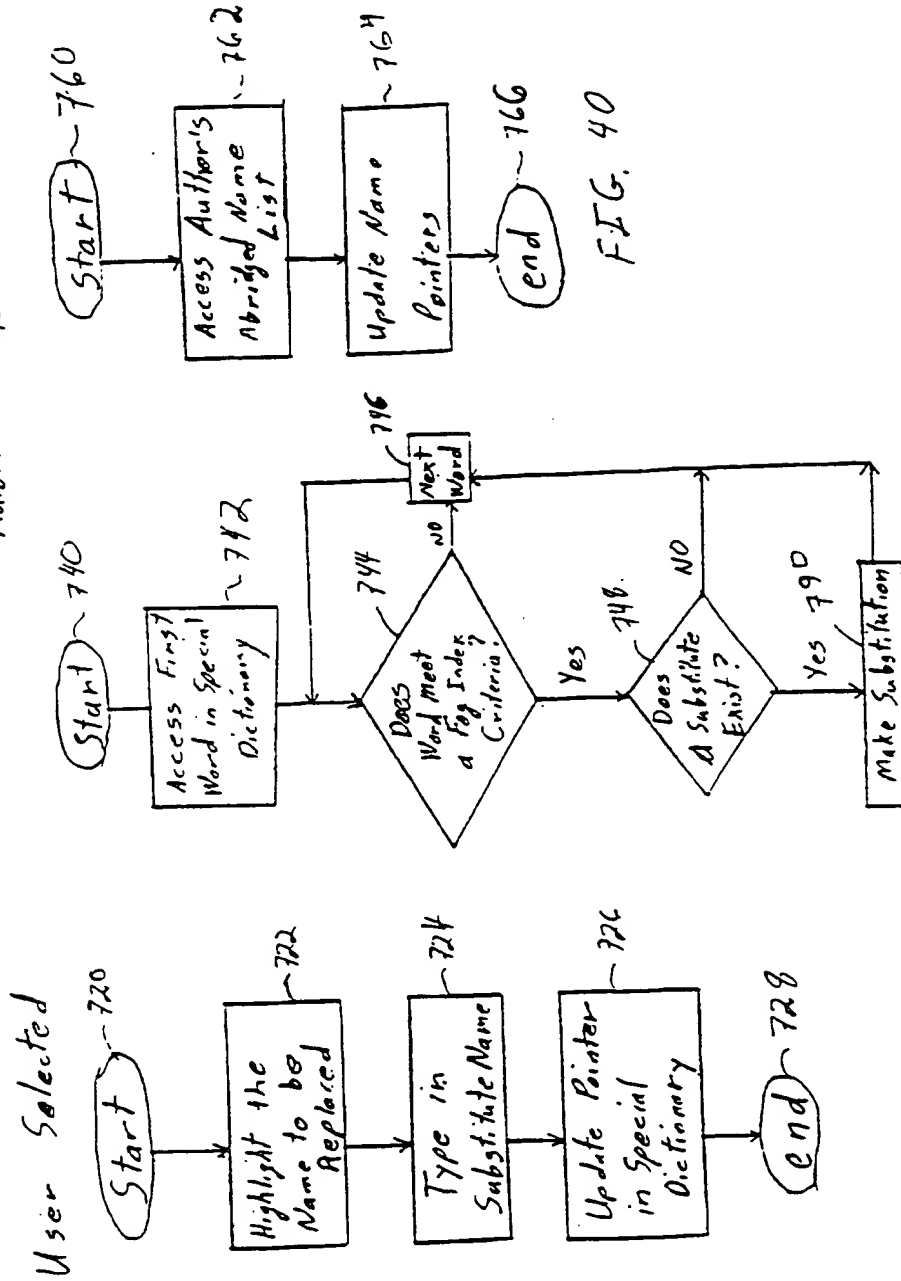 User Selected
Start
720
Highlight the
Name to be
Replaced
722
Type in
Substitute Name
724
Update Pointer
in Special
Dictionary
726
end
728
Start
740
Access First
Word in Special
Dictionary
742
Does
Word Meet
a Fog Index
Criteria?
744
NO
Next
Word
746
Yes
Does
A Substitute
Exist?
748
NO
Yes
790
Make Substitution
Start
760
Access Author's
Abridged Name
List
762
Update Name
Pointers
764
end
766
FIG. 40